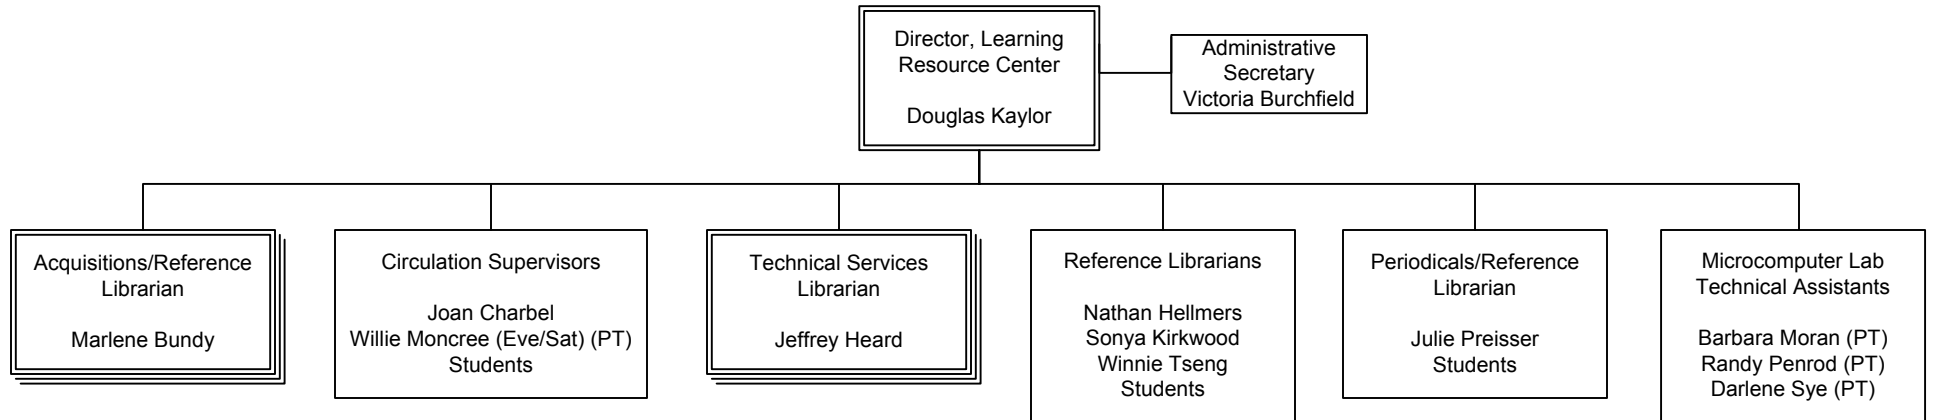 Director, Learning
Resource Center
Douglas Kaylor
Administrative
Secretary
Victoria Burchfield
Acquisitions/Reference
Librarian
Marlene Bundy
Circulation Supervisors
Joan Charbel
Willie Moncree (Eve/Sat) (PT)
Students
Technical Services
Librarian
Jeffrey Heard
Reference Librarians
Nathan Hellmers
Sonya Kirkwood
Winnie Tseng
Students
Periodicals/Reference
Librarian
Julie Preisser
Students
Microcomputer Lab
Technical Assistants
Barbara Moran (PT)
Randy Penrod (PT)
Darlene Sye (PT)